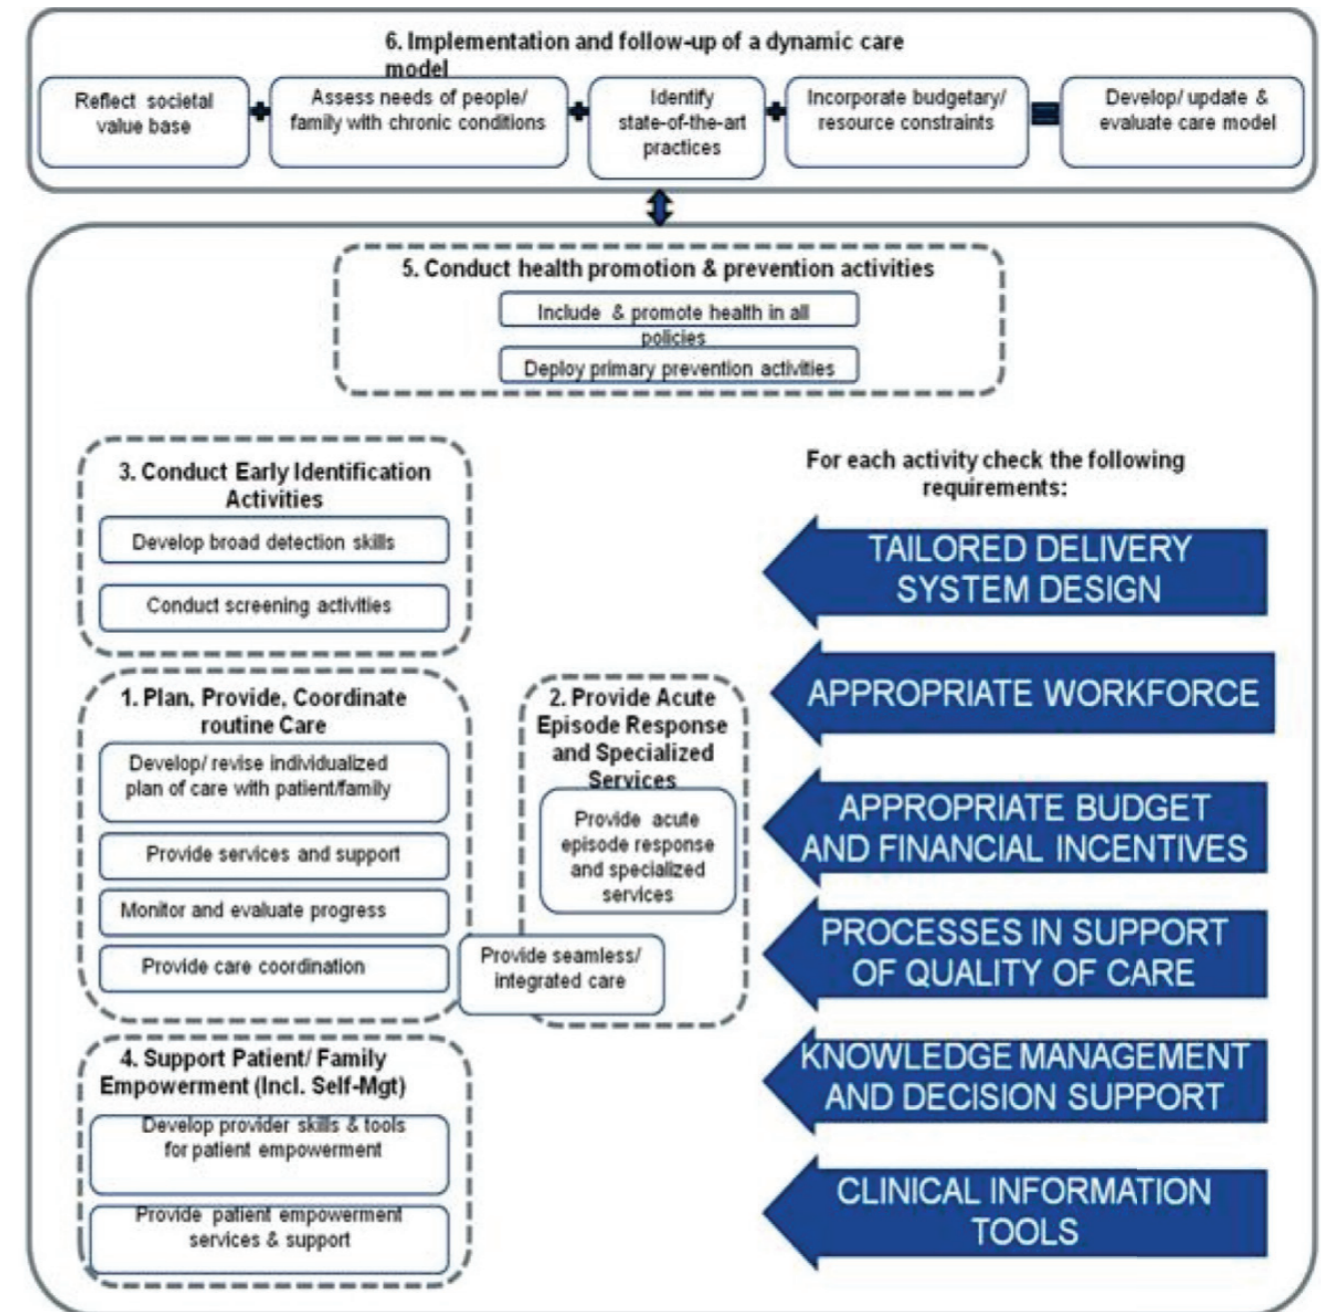 6. Implementation and follow-up of a dynamic care
model
Reflect societal
value base
Assess needs of people/
family with chronic conditions
Identify
state-of-the-art
practices
Incorporate budgetary/
resource constraints
Develop/ update &
evaluate care model
5. Conduct health promotion & prevention activities
Include & promote health in all
policies
Deploy primary prevention activities
3. Conduct Early Identification
Activities
Develop broad detection skills
Conduct screening activities
1. Plan, Provide, Coordinate
routine Care
Develop/ revise individualized
plan of care with patient/family
Provide services and support
Monitor and evaluate progress
Provide care coordination
2. Provide Acute
Episode Response
and Specialized
Services
Provide acute
episode response
and specialized
services
Provide seamless/
integrated care
4. Support Patient/ Family
Empowerment (Incl. Self-Mgt)
Develop provider skills & tools
for patient empowerment
Provide patient empowerment
services & support
For each activity check the following
requirements:
TAILORED DELIVERY
SYSTEM DESIGN
APPROPRIATE WORKFORCE
APPROPRIATE BUDGET
AND FINANCIAL INCENTIVES
PROCESSES IN SUPPORT
OF QUALITY OF CARE
KNOWLEDGE MANAGEMENT
AND DECISION SUPPORT
CLINICAL INFORMATION
TOOLS